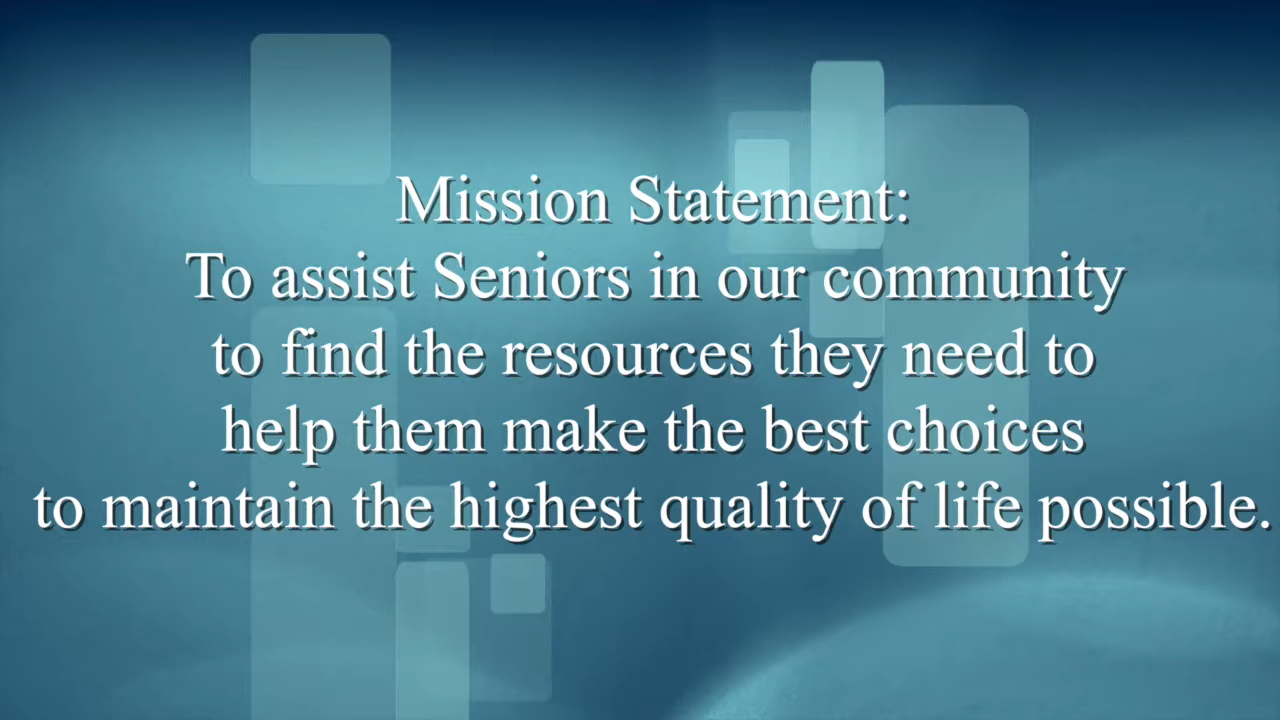 Mission Statement:
To assist Seniors in our community
to find the resources they need to
help them make the best choices
to maintain the highest quality of life possible.